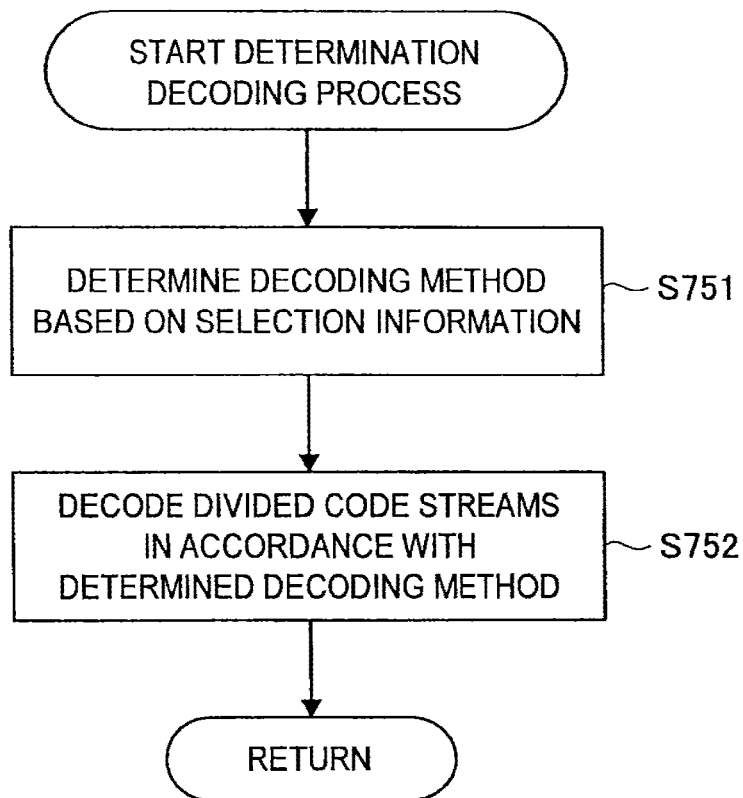 START DETERMINATION
DECODING PROCESS
DETERMINE DECODING METHOD
BASED ON SELECTION INFORMATION
S751
DECODE DIVIDED CODE STREAMS
IN ACCORDANCE WITH
DETERMINED DECODING METHOD
S752
RETURN